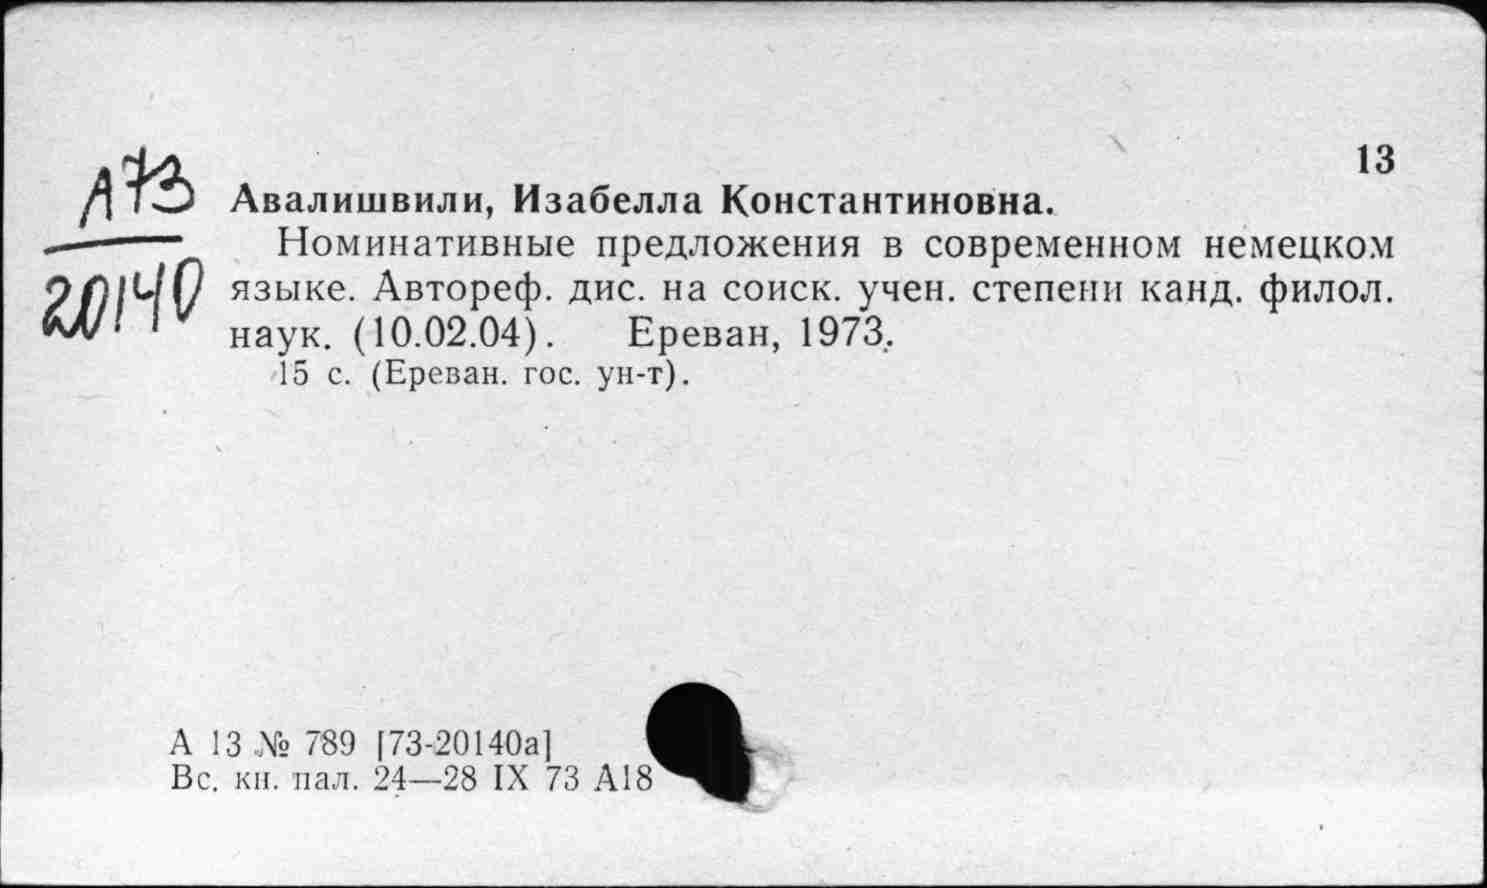 13
А73
20140
Авалишвили, Изабелла Константиновна.
Номинативные предложения в современном немецком
языке. Автореф. дис. на соиск. учен. степени канд. филол.
наук. (10.02.04). Ереван, 1973.
15 с. (Ереван. гос. ун-т).
А 13 № 789 [73-20140а]
Вс. кн. пал. 24—28 IX 73 А18